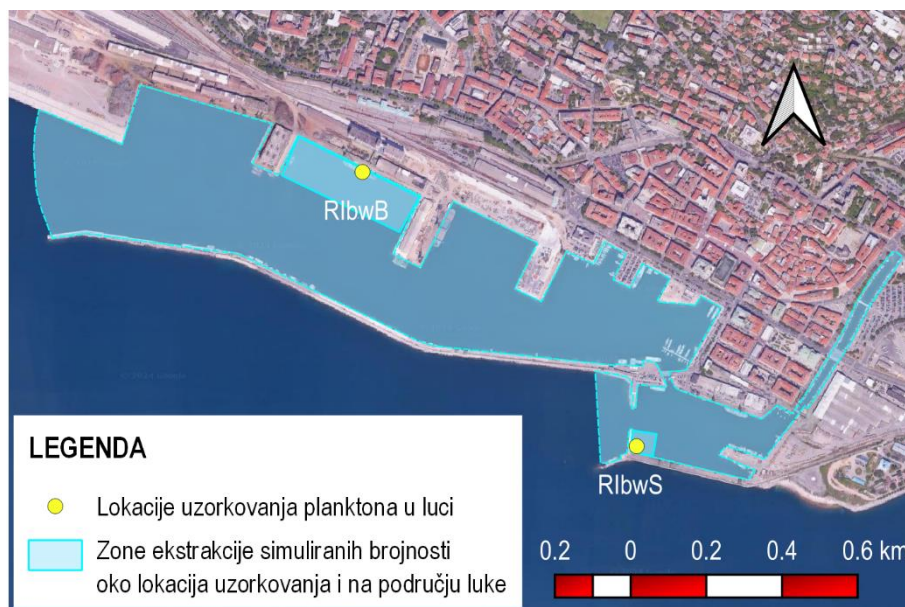 RIbwB
RIbwS
LEGENDA
Lokacije uzorkovanja planktona u luci
Zone ekstrakcije simuliranih brojnosti
oko lokacija uzorkovanja i na području luke
0.2 0 0.2 0.4 0.6 km